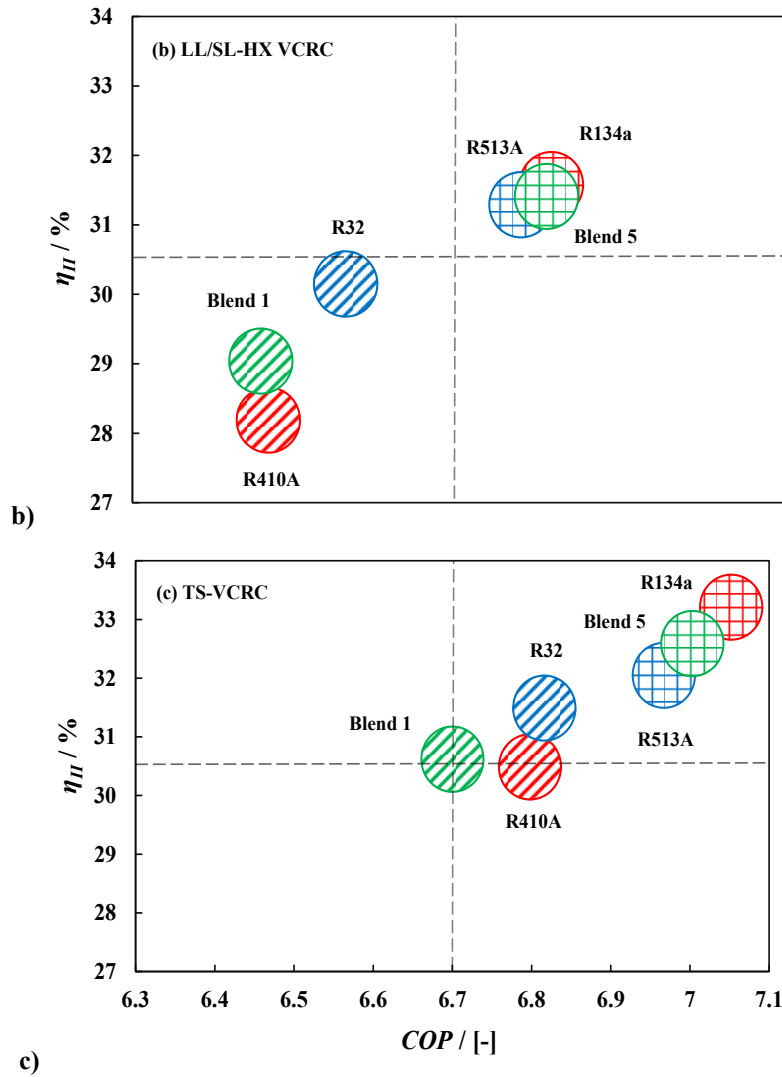 34
(b) LL/SL-HX VCRC
33
32
R513A
R134a
31
R32
Blend 5
η_II / %
30
Blend 1
29
28
R410A
27
b)
34
(c) TS-VCRC
R134a
33
Blend 5
R32
32
Blend 1
R513A
31
η_II / %
30
R410A
29
28
27
6.3 6.4 6.5 6.6 6.7 6.8 6.9 7 7.1
COP / [-]
c)